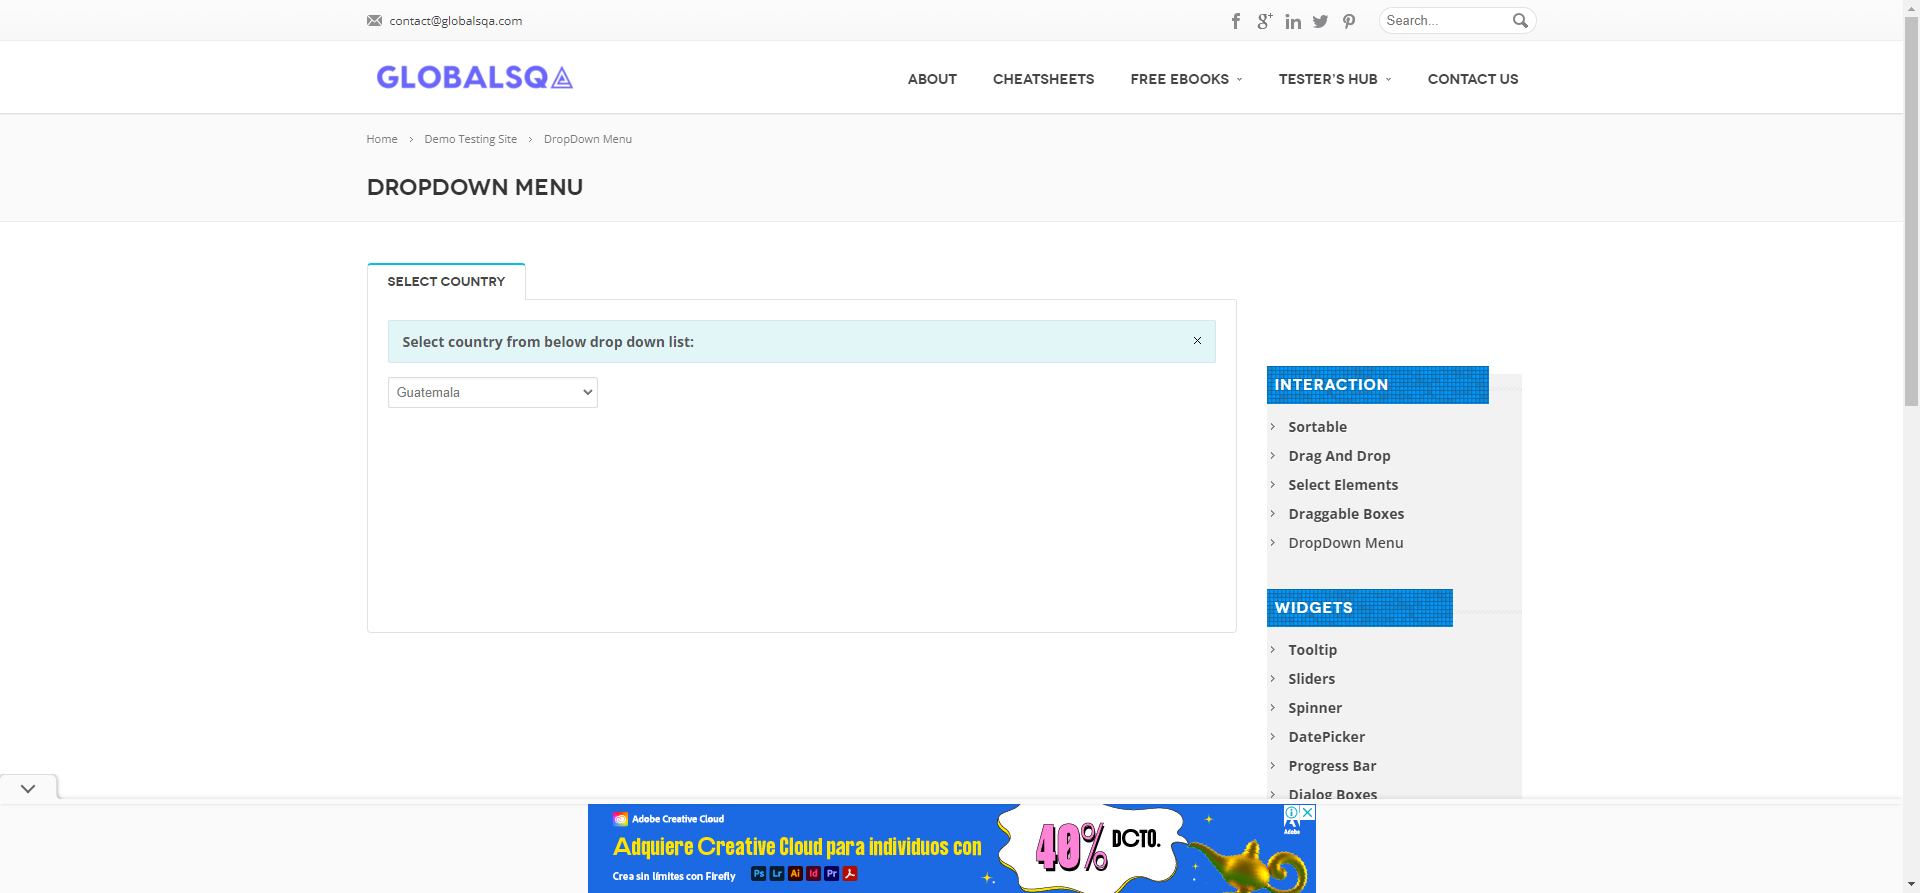 contact@globalsqa.com
Search...
GLOBALSQA
ABOUT
CHEATSHEETS
FREE EBOOKS
TESTER'S HUB
CONTACT US
Home › Demo Testing Site › DropDown Menu
DROPDOWN MENU
SELECT COUNTRY
Select country from below drop down list:
Guatemala
INTERACTION
Sortable
Drag And Drop
Select Elements
Draggable Boxes
DropDown Menu
WIDGETS
Tooltip
Sliders
Spinner
DatePicker
Progress Bar
Dialog Boxes
Adobe Creative Cloud
Adquiere Creative Cloud para individuos con
Crea sin límites con Firefly
Ps Lr Ai Id Pr
40% DCTO.
Adobe